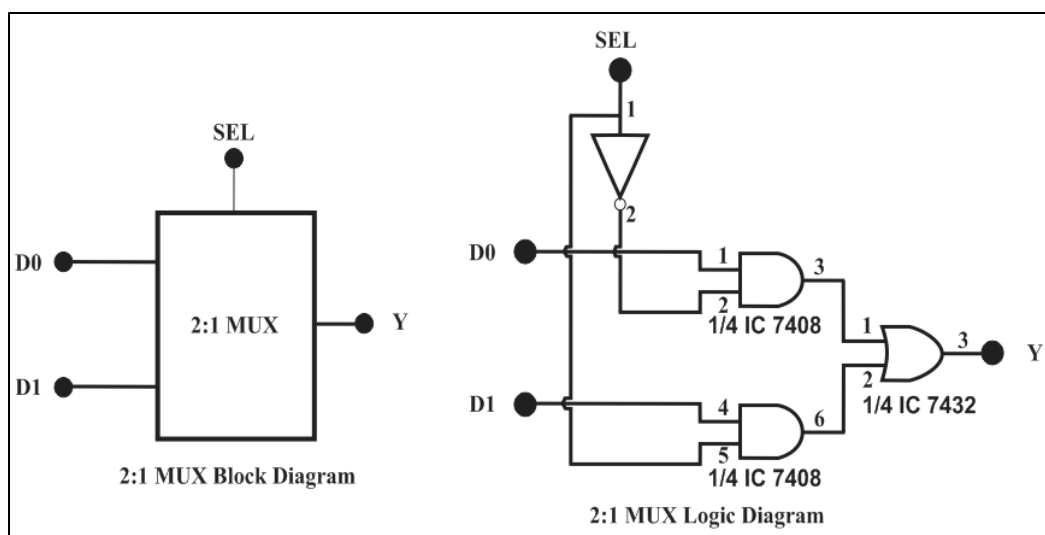 SEL
D0
2:1 MUX
Y
D1
2:1 MUX Block Diagram
SEL
1
2
D0
1
3
2
1/4 IC 7408
1
3
Y
2
1/4 IC 7432
D1
4
6
5
1/4 IC 7408
2:1 MUX Logic Diagram